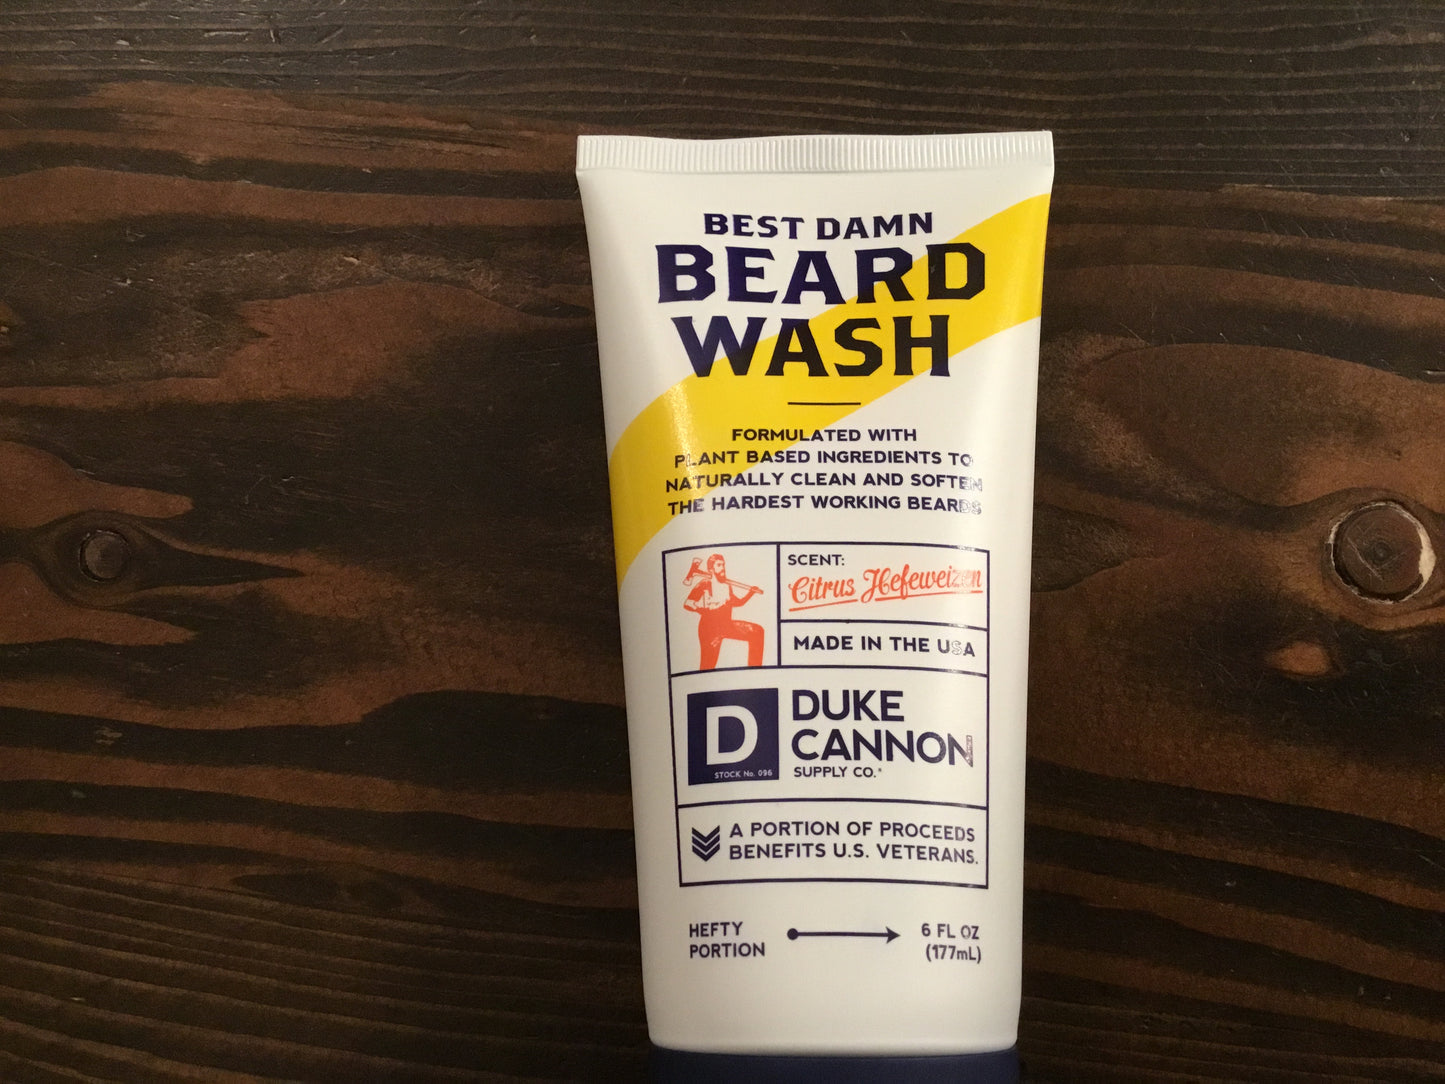 BEST DAMN
BEARD
WASH
FORMULATED WITH
PLANT BASED INGREDIENTS TO
NATURALLY CLEAN AND SOFTEN
THE HARDEST WORKING BEARDS
SCENT:
Citrus Hefeweizen
MADE IN THE USA
D
STOCK No. 096
DUKE
CANNON
SUPPLY CO.
A PORTION OF PROCEEDS
BENEFITS U.S. VETERANS.
HEFTY
PORTION
6 FL OZ
(177mL)